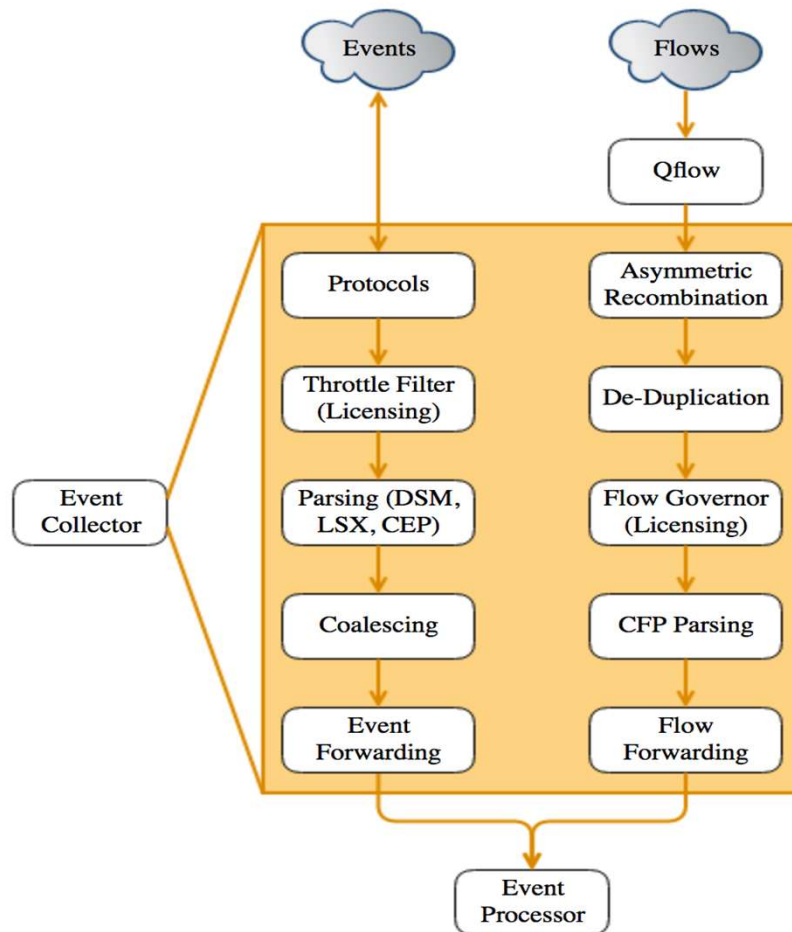 Events
Flows
Qflow
Protocols
Asymmetric
Recombination
Throttle Filter
(Licensing)
De-Duplication
Event
Collector
Parsing (DSM,
LSX, CEP)
Flow Governor
(Licensing)
Coalescing
CFP Parsing
Event
Forwarding
Flow
Forwarding
Event
Processor